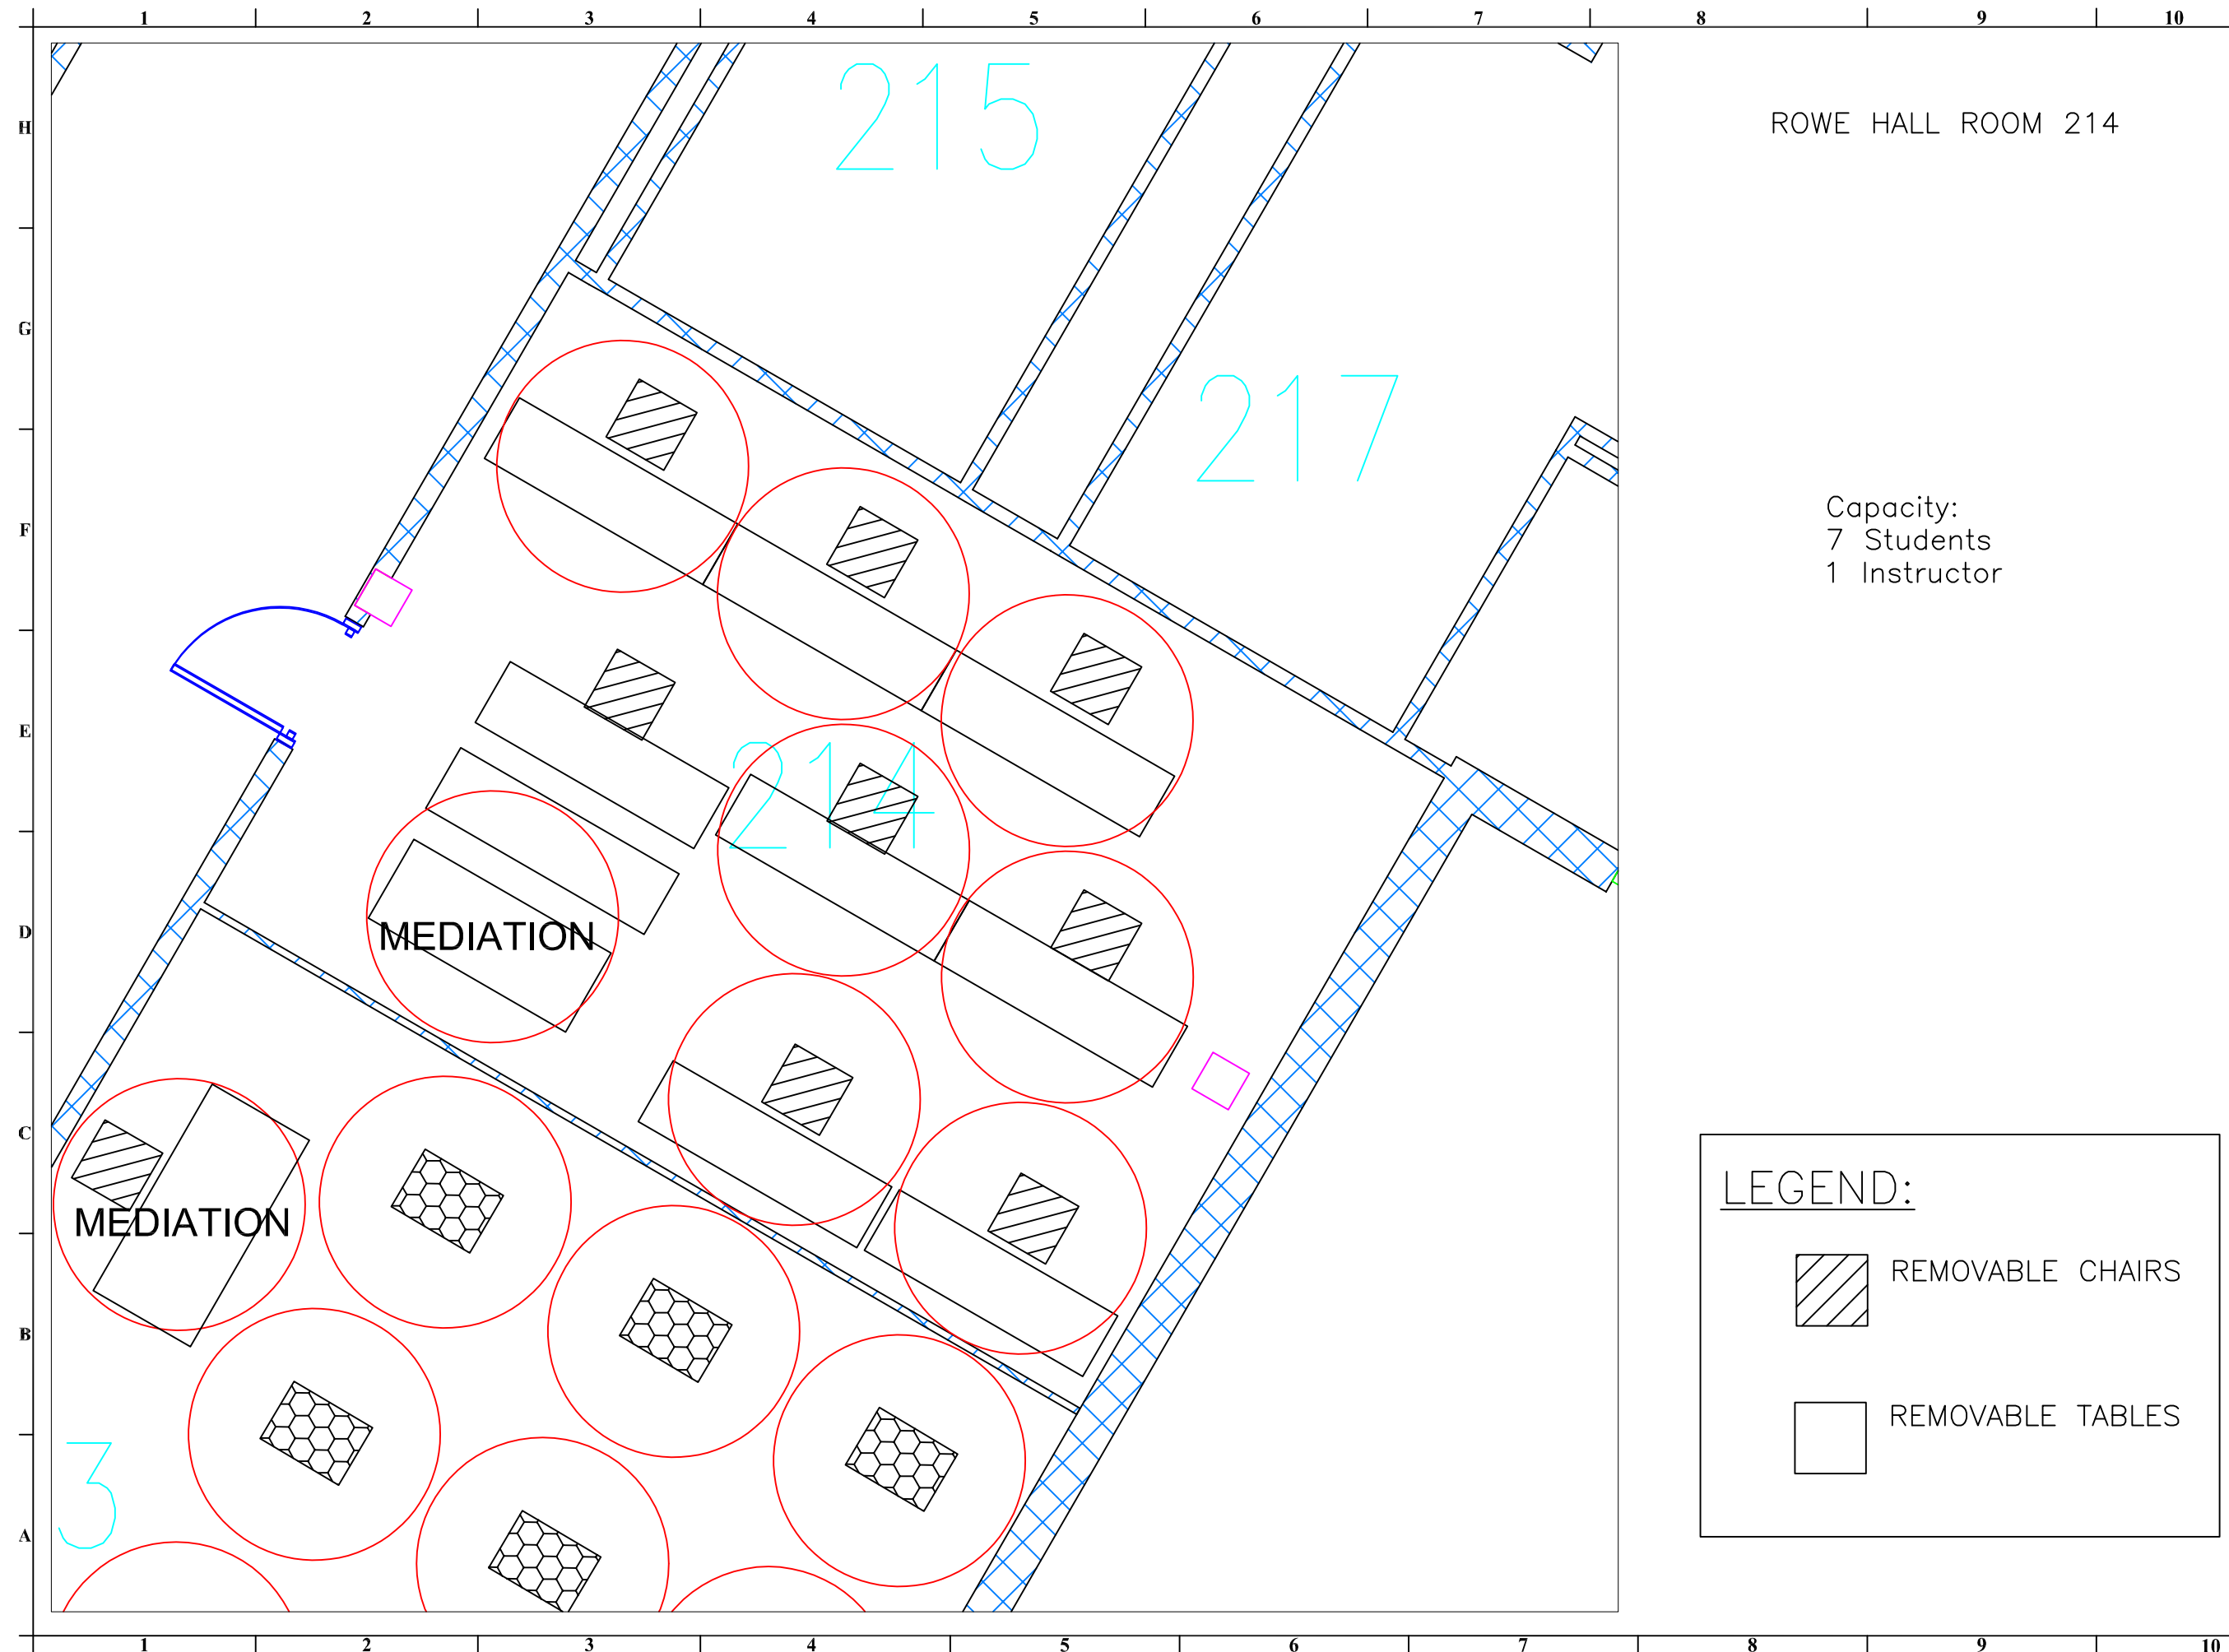 1 2 3 4 5 6 7 8 9 10
H
G
F
E
D
C
B
A
215
217
214
3
MEDIATION
MEDIATION
ROWE HALL ROOM 214
Capacity:
7 Students
1 Instructor
LEGEND:
REMOVABLE CHAIRS
REMOVABLE TABLES
1 2 3 4 5 6 7 8 9 10